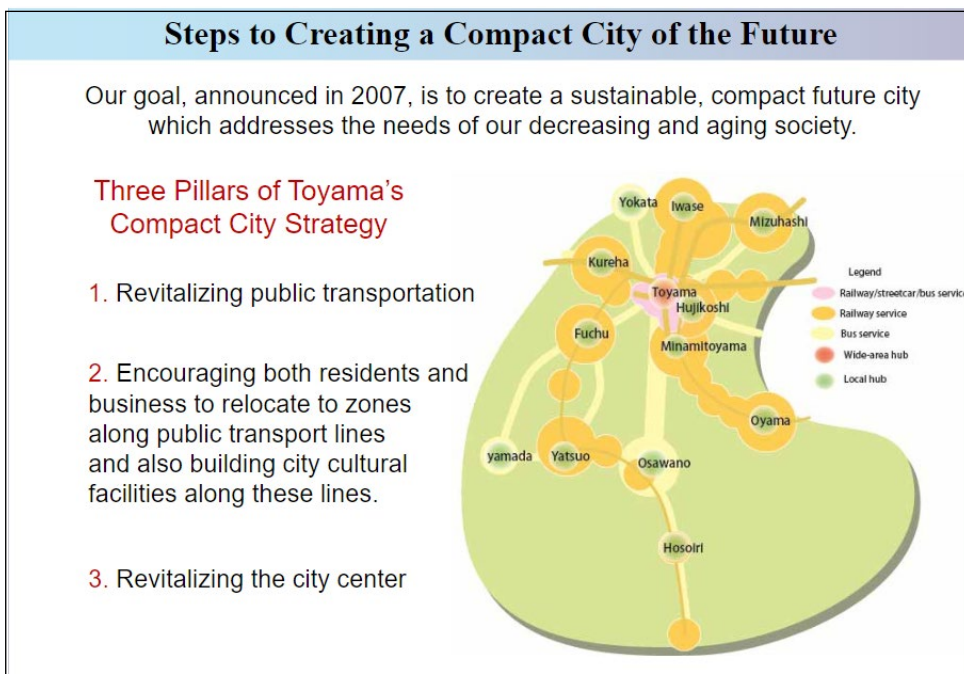 Steps to Creating a Compact City of the Future
Our goal, announced in 2007, is to create a sustainable, compact future city
which addresses the needs of our decreasing and aging society.
Three Pillars of Toyama's
Compact City Strategy
1. Revitalizing public transportation
2. Encouraging both residents and
business to relocate to zones
along public transport lines
and also building city cultural
facilities along these lines.
3. Revitalizing the city center
Yokata
Iwase
Mizuhashi
Kureha
Toyama
Hujikoshi
Fuchu
Minamitoyama
Oyama
yamada
Yatsuo
Osawano
Hosoiri
Legend
Railway/streetcar/bus service
Railway service
Bus service
Wide-area hub
Local hub